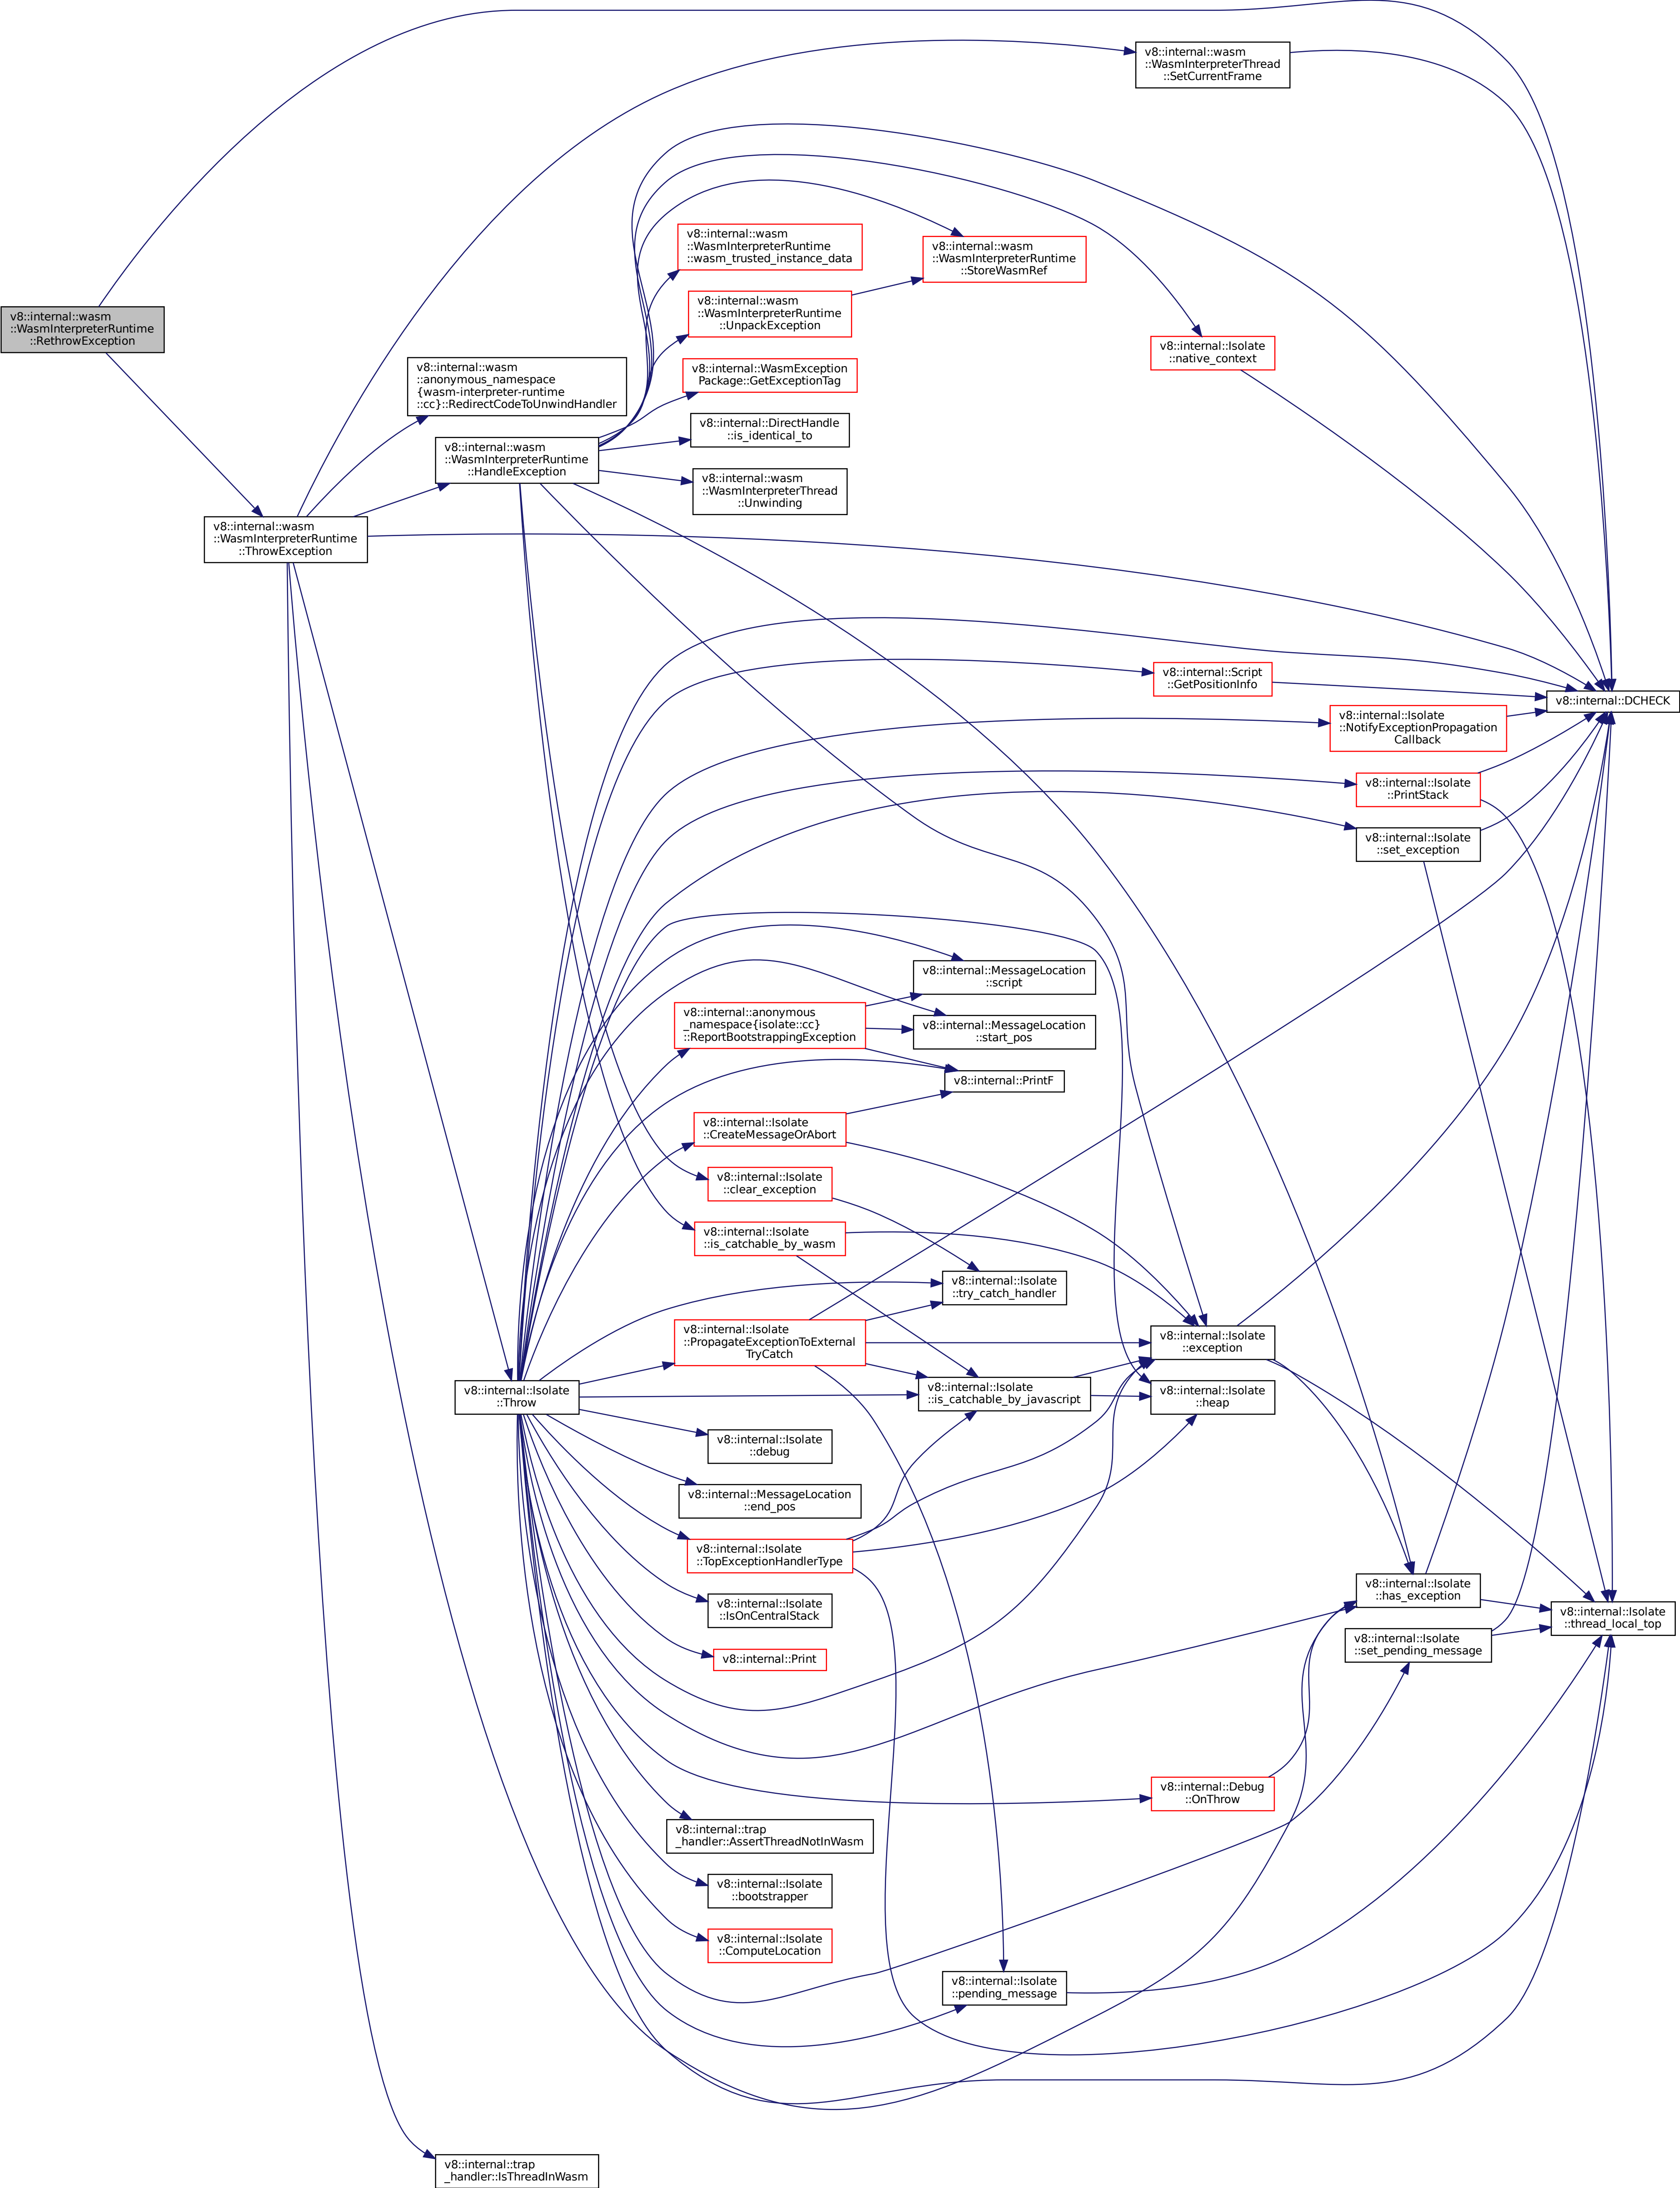 v8::internal::wasm
::WasmInterpreterThread
::SetCurrentFrame
v8::internal::wasm
::WasmInterpreterRuntime
::wasm_trusted_instance_data
v8::internal::wasm
::WasmInterpreterRuntime
::StoreWasmRef
v8::internal::wasm
::WasmInterpreterRuntime
::UnpackException
v8::internal::wasm
::WasmInterpreterRuntime
::RethrowException
v8::internal::Isolate
::native_context
v8::internal::wasm
::anonymous_namespace
{wasm-interpreter-runtime
::cc}::RedirectCodeToUnwindHandler
v8::internal::WasmException
Package::GetExceptionTag
v8::internal::DirectHandle
::is_identical_to
v8::internal::wasm
::WasmInterpreterRuntime
::HandleException
v8::internal::wasm
::WasmInterpreterThread
::Unwinding
v8::internal::wasm
::WasmInterpreterRuntime
::ThrowException
v8::internal::Script
::GetPositionInfo
v8::internal::DCHECK
v8::internal::Isolate
::NotifyExceptionPropagation
Callback
v8::internal::Isolate
::PrintStack
v8::internal::Isolate
::set_exception
v8::internal::MessageLocation
::script
v8::internal::anonymous
_namespace{isolate::cc}
::ReportBootstrappingException
v8::internal::MessageLocation
::start_pos
v8::internal::PrintF
v8::internal::Isolate
::CreateMessageOrAbort
v8::internal::Isolate
::clear_exception
v8::internal::Isolate
::is_catchable_by_wasm
v8::internal::Isolate
::try_catch_handler
v8::internal::Isolate
::PropagateExceptionToExternal
TryCatch
v8::internal::Isolate
::exception
v8::internal::Isolate
::Throw
v8::internal::Isolate
::is_catchable_by_javascript
v8::internal::Isolate
::heap
v8::internal::Isolate
::debug
v8::internal::MessageLocation
::end_pos
v8::internal::Isolate
::TopExceptionHandlerType
v8::internal::Isolate
::has_exception
v8::internal::Isolate
::IsOnCentralStack
v8::internal::Isolate
::thread_local_top
v8::internal::Isolate
::set_pending_message
v8::internal::Print
v8::internal::Debug
::OnThrow
v8::internal::trap
_handler::AssertThreadNotInWasm
v8::internal::Isolate
::bootstrapper
v8::internal::Isolate
::ComputeLocation
v8::internal::Isolate
::pending_message
v8::internal::trap
_handler::IsThreadInWasm